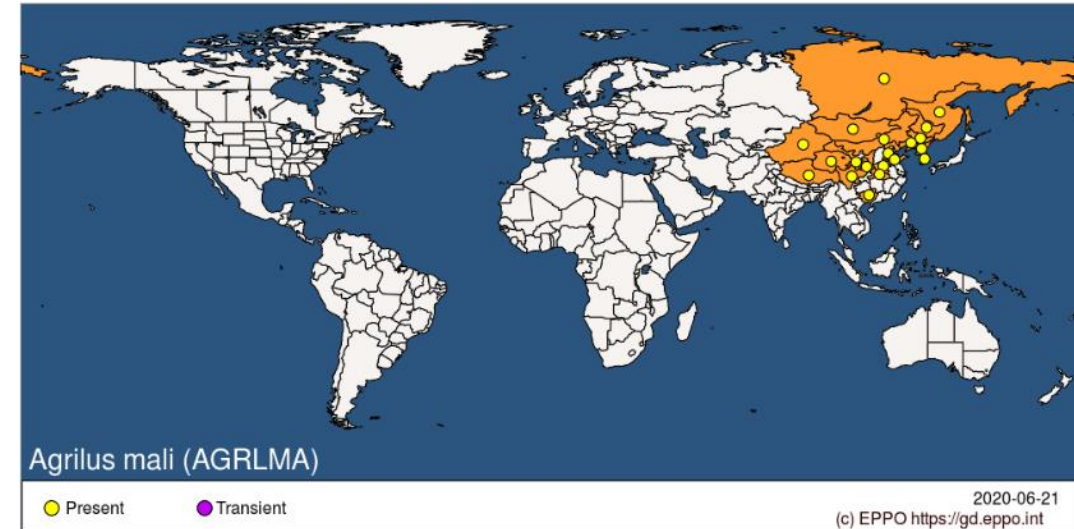 Agrilus mali (AGRLMA)
Present
Transient
2020-06-21
(c) EPPO https://gd.eppo.int